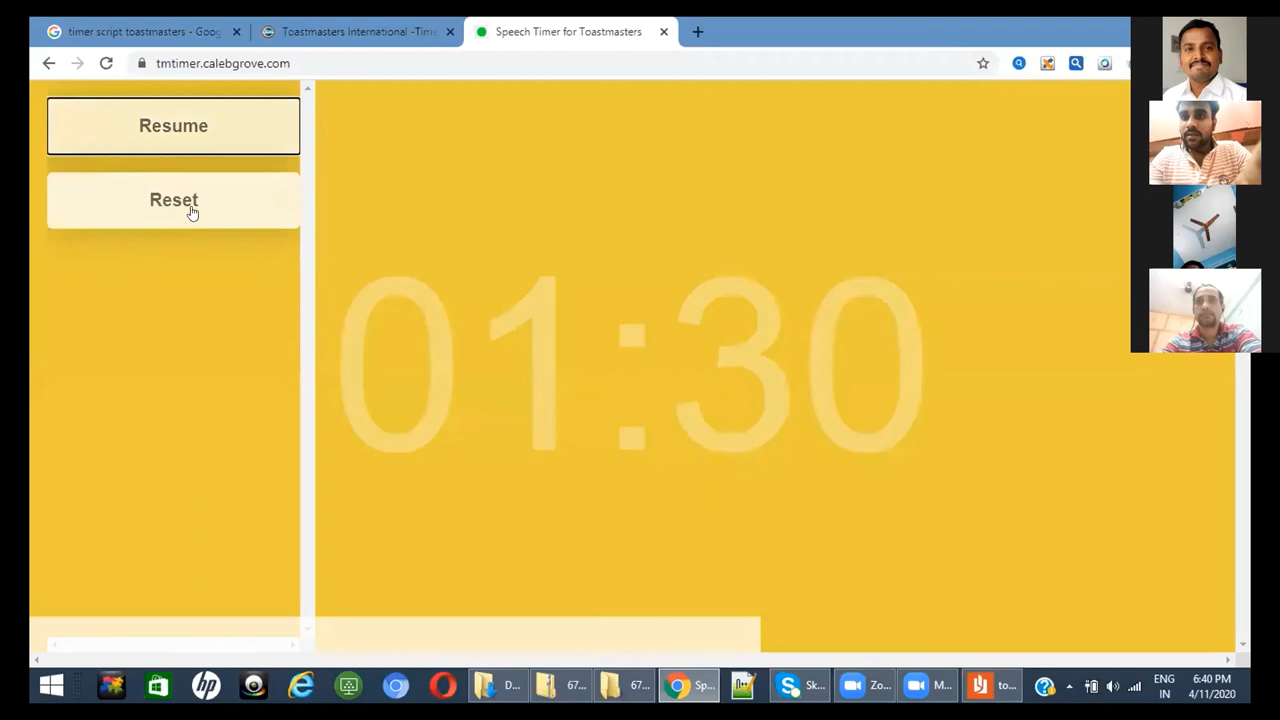 timer script toastmasters - Goog
Toastmasters International -Time
Speech Timer for Toastmasters
tmtimer.calebgrove.com
Resume
Reset
01:30
D...
67...
67...
Sp...
Sk...
Zo...
M...
to...
ENG
IN
6:40 PM
4/11/2020